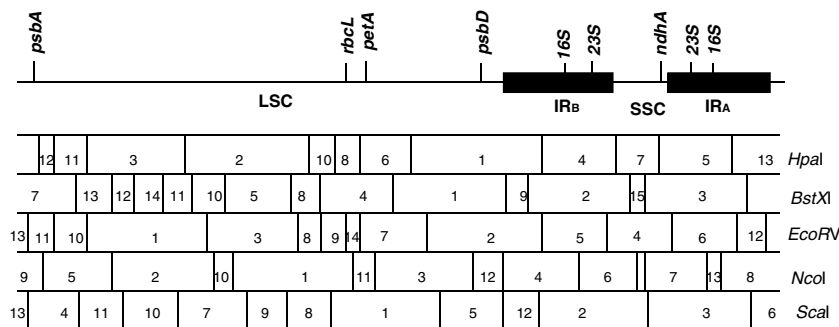 psbA rbcL petA psbD 16S 23S ndhA 23S 16S
LSC IRB SSC IRA
12 11 3 2 10 8 6 1 4 7 5 13 HpaI
7 13 12 14 11 10 5 8 4 1 9 2 15 3 BstXI
13 11 10 1 3 8 9 14 7 2 5 4 6 12 EcoRV
9 5 2 10 1 11 3 12 4 6 7 13 8 NcoI
13 4 11 10 7 9 8 1 5 12 2 3 6 ScaI